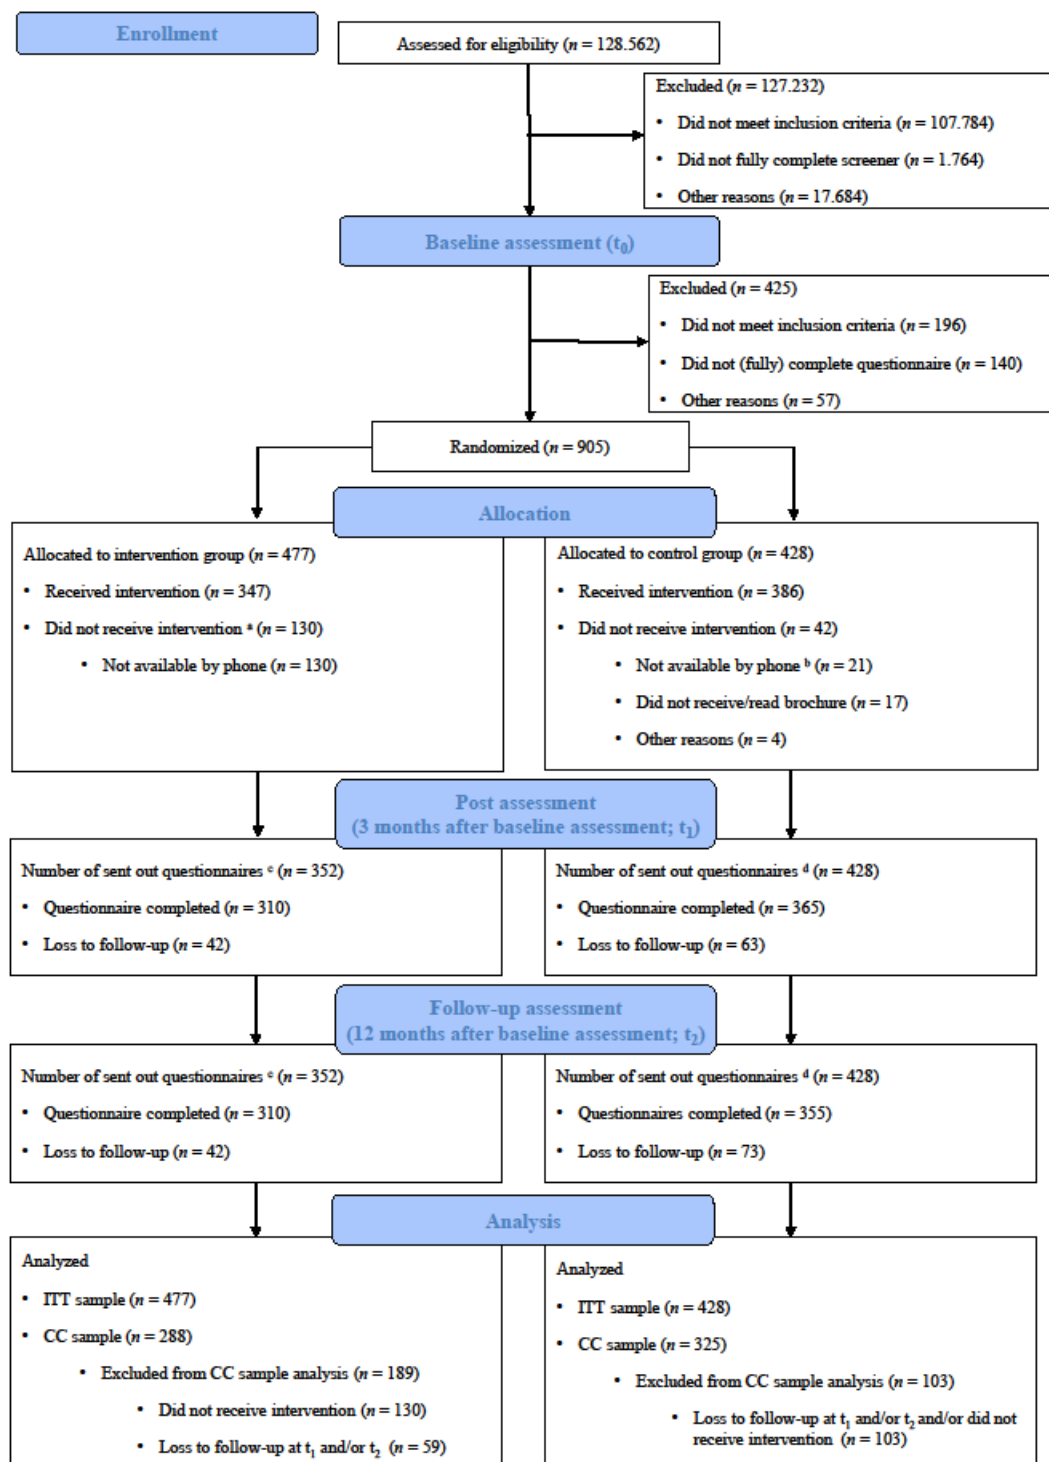 Enrollment
Assessed for eligibility (n = 128.562)
Excluded (n = 127.232)
• Did not meet inclusion criteria (n = 107.784)
• Did not fully complete screener (n = 1.764)
• Other reasons (n = 17.684)
Baseline assessment (t0)
Excluded (n = 425)
• Did not meet inclusion criteria (n = 196)
• Did not (fully) complete questionnaire (n = 140)
• Other reasons (n = 57)
Randomized (n = 905)
Allocation
Allocated to intervention group (n = 477)
• Received intervention (n = 347)
• Did not receive intervention a (n = 130)
• Not available by phone (n = 130)
Allocated to control group (n = 428)
• Received intervention (n = 386)
• Did not receive intervention (n = 42)
• Not available by phone b (n = 21)
• Did not receive/read brochure (n = 17)
• Other reasons (n = 4)
Post assessment
(3 months after baseline assessment; t1)
Number of sent out questionnaires c (n = 352)
• Questionnaire completed (n = 310)
• Loss to follow-up (n = 42)
Number of sent out questionnaires d (n = 428)
• Questionnaire completed (n = 365)
• Loss to follow-up (n = 63)
Follow-up assessment
(12 months after baseline assessment; t2)
Number of sent out questionnaires c (n = 352)
• Questionnaire completed (n = 310)
• Loss to follow-up (n = 42)
Number of sent out questionnaires d (n = 428)
• Questionnaires completed (n = 355)
• Loss to follow-up (n = 73)
Analysis
Analyzed
• ITT sample (n = 477)
• CC sample (n = 288)
• Excluded from CC sample analysis (n = 189)
• Did not receive intervention (n = 130)
• Loss to follow-up at t1 and/or t2 (n = 59)
Analyzed
• ITT sample (n = 428)
• CC sample (n = 325)
• Excluded from CC sample analysis (n = 103)
• Loss to follow-up at t1 and/or t2 and/or did not
receive intervention (n = 103)